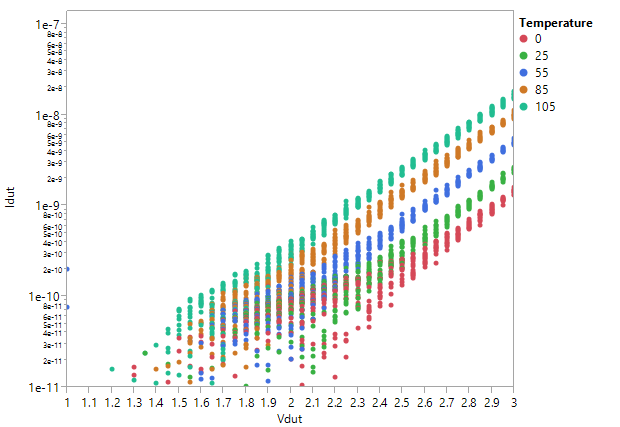 Temperature
0
25
55
85
105
Idut
1e-7
8e-8
6e-8
5e-8
4e-8
3e-8
2e-8
1e-8
8e-9
6e-9
5e-9
4e-9
3e-9
2e-9
1e-9
8e-10
6e-10
5e-10
4e-10
3e-10
2e-10
1e-10
8e-11
6e-11
5e-11
4e-11
3e-11
2e-11
1e-11
1 1.1 1.2 1.3 1.4 1.5 1.6 1.7 1.8 1.9 2 2.1 2.2 2.3 2.4 2.5 2.6 2.7 2.8 2.9 3
Vdut